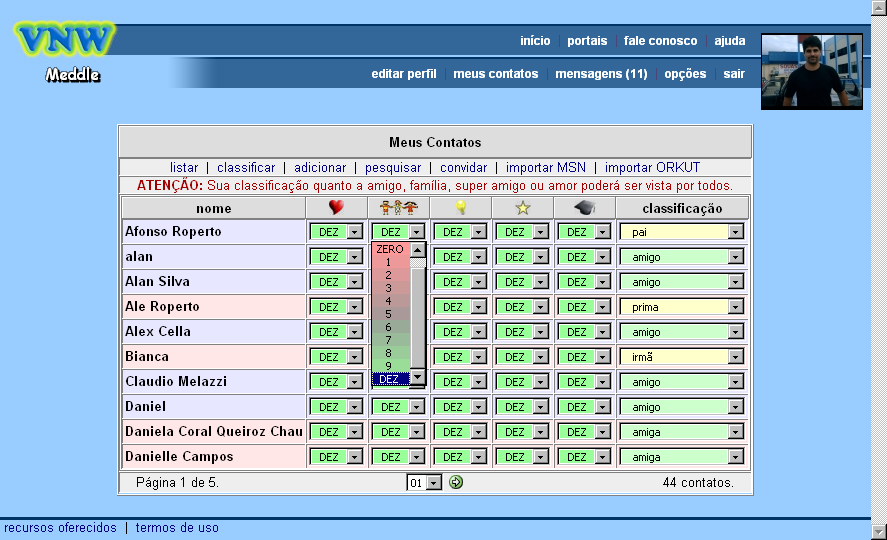 VNW
Meddle
início | portais | fale conosco | ajuda
editar perfil | meus contatos | mensagens (11) | opções | sair
Meus Contatos
listar | classificar | adicionar | pesquisar | convidar | importar MSN | importar ORKUT
ATENÇÃO: Sua classificação quanto a amigo, família, super amigo ou amor poderá ser vista por todos.
nome classificação
Afonso Roperto DEZ DEZ DEZ DEZ DEZ pai
alan DEZ DEZ DEZ DEZ amigo
Alan Silva DEZ DEZ DEZ DEZ amigo
Ale Roperto DEZ DEZ DEZ DEZ prima
Alex Cella DEZ DEZ DEZ DEZ amigo
Bianca DEZ DEZ DEZ DEZ irmã
Claudio Melazzi DEZ DEZ DEZ DEZ amigo
Daniel DEZ DEZ DEZ DEZ DEZ amigo
Daniela Coral Queiroz Chau DEZ DEZ DEZ DEZ DEZ amiga
Danielle Campos DEZ DEZ DEZ DEZ DEZ amiga
ZERO
1
2
3
4
5
6
7
8
9
DEZ
Página 1 de 5. 01 44 contatos.
recursos oferecidos | termos de uso